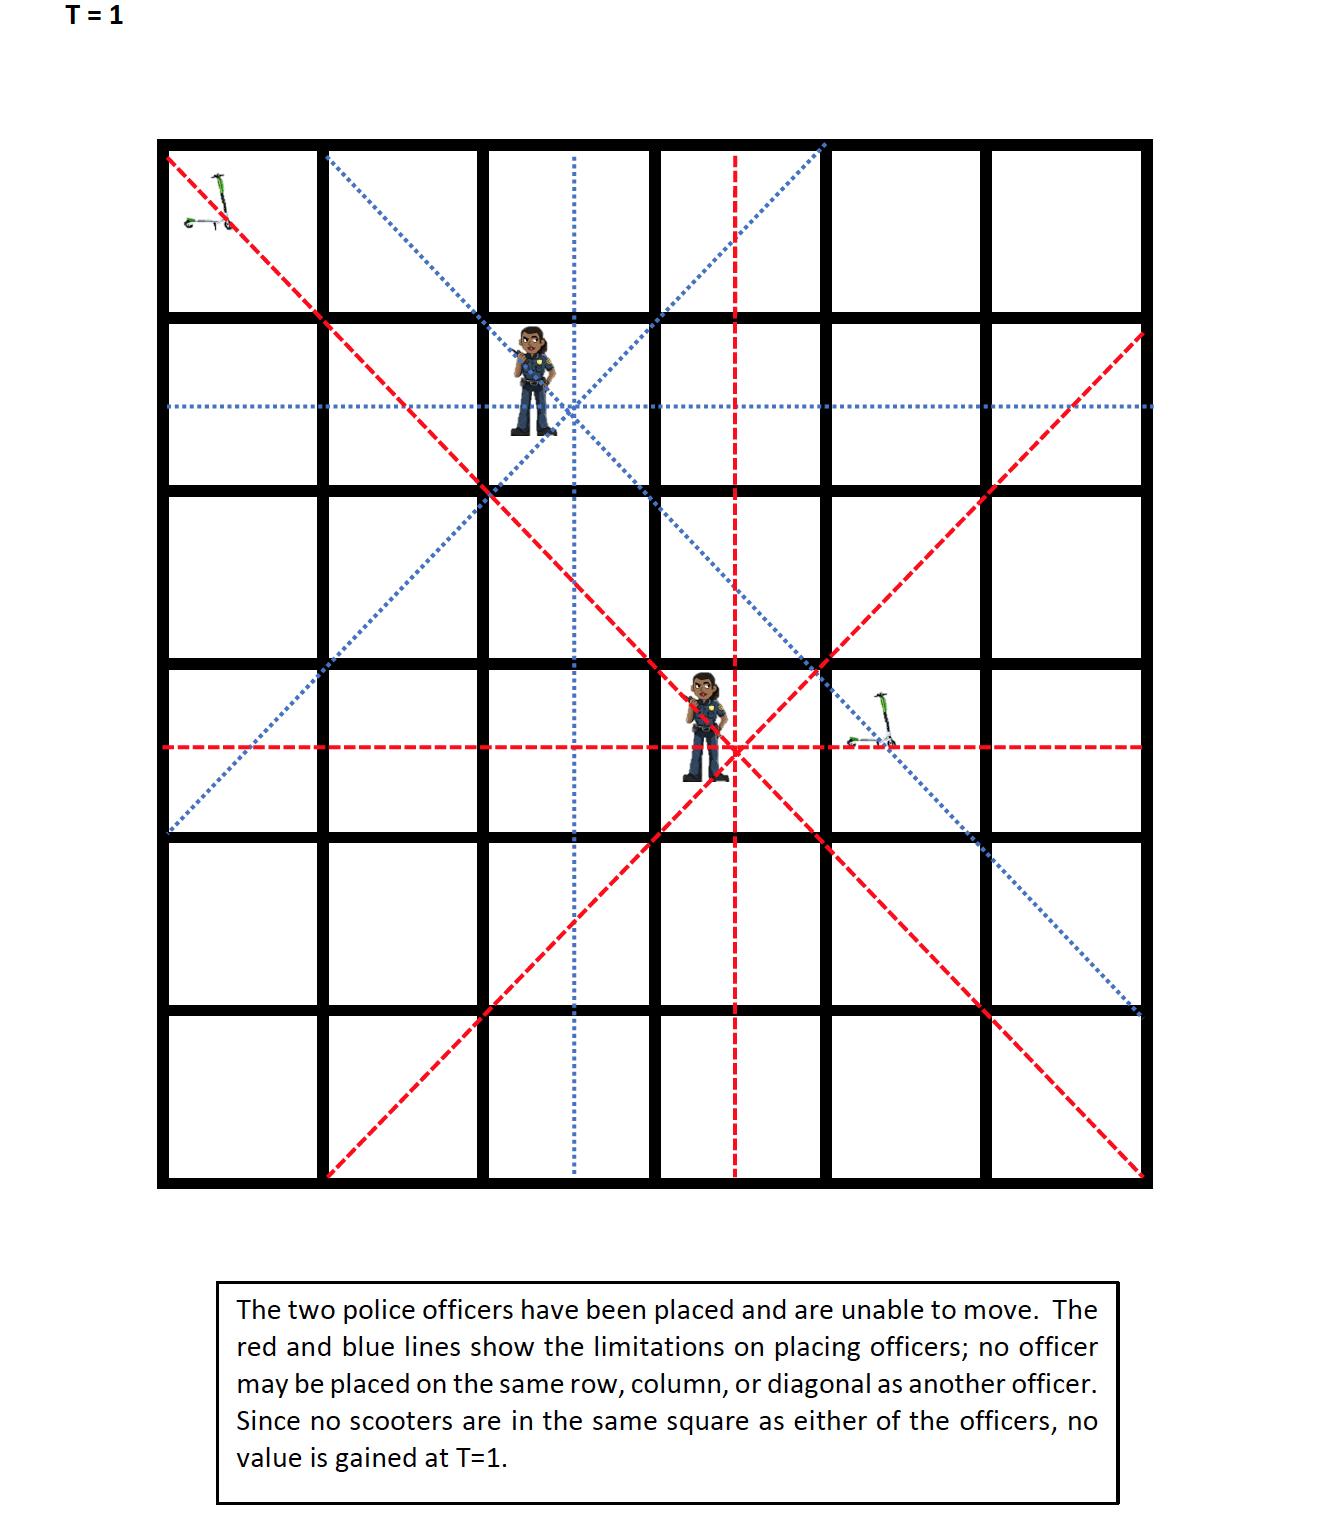 T = 1
The two police officers have been placed and are unable to move. The
red and blue lines show the limitations on placing officers; no officer
may be placed on the same row, column, or diagonal as another officer.
Since no scooters are in the same square as either of the officers, no
value is gained at T=1.